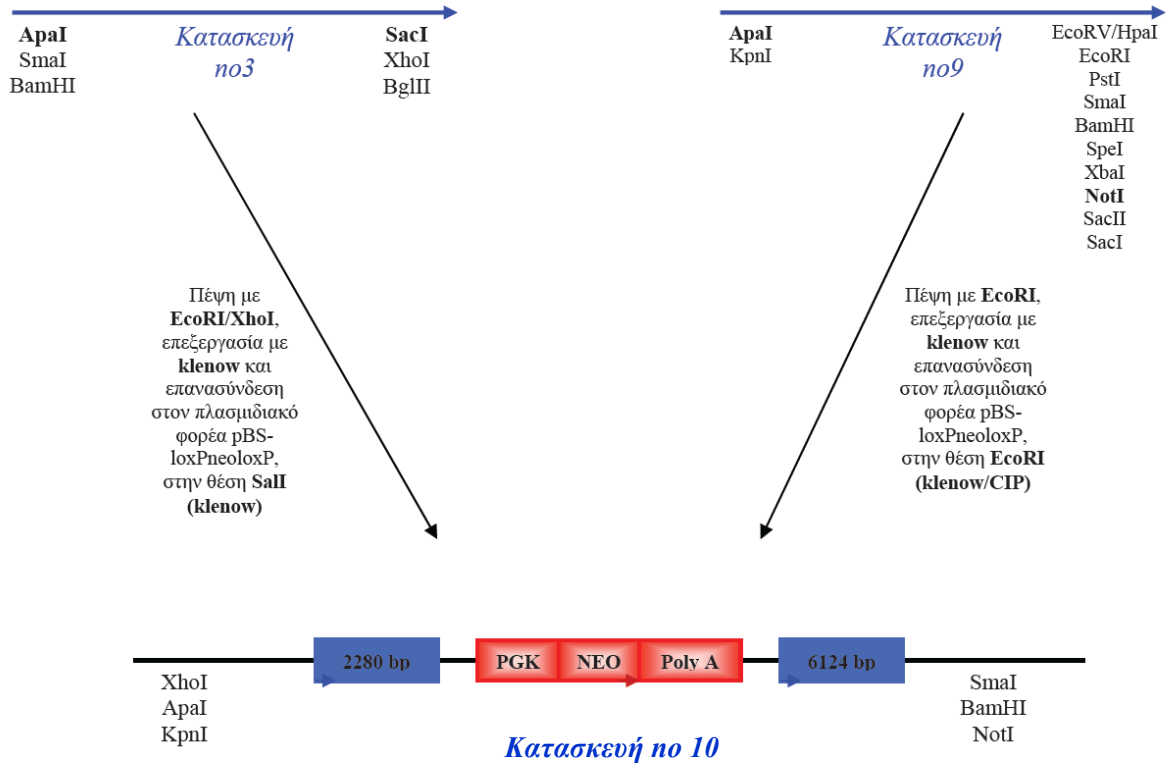 ApaI
SmaI
BamHI
Κατασκευή
no3
SacI
XhoI
BglII
ApaI
KpnI
Κατασκευή
no9
EcoRV/HpaI
EcoRI
PstI
SmaI
BamHI
SpeI
XbaI
NotI
SacII
SacI
Πέψη με
EcoRI/XhoI,
επεξεργασία με
klenow και
επανασύνδεση
στον πλασμιδιακό
φορέα pBS-
loxPneoloxP,
στην θέση SalI
(klenow)
Πέψη με EcoRI,
επεξεργασία με
klenow και
επανασύνδεση
στον πλασμιδιακό
φορέα pBS-
loxPneoloxP,
στην θέση EcoRI
(klenow/CIP)
2280 bp
PGK
NEO
Poly A
6124 bp
XhoI
ApaI
KpnI
SmaI
BamHI
NotI
Κατασκευή no 10